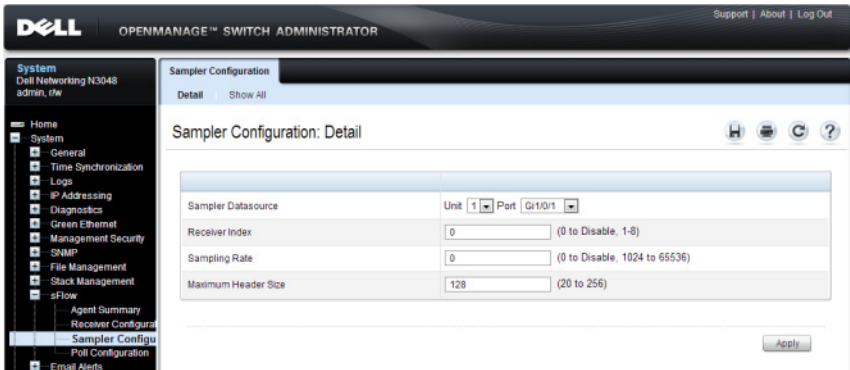 Support | About | Log Out
DELL OPENMANAGE™ SWITCH ADMINISTRATOR
System
Dell Networking N3048
admin, r/w
Home
System
General
Time Synchronization
Logs
IP Addressing
Diagnostics
Green Ethernet
Management Security
SNMP
File Management
Stack Management
sFlow
Agent Summary
Receiver Configurat
Sampler Configu
Poll Configuration
Email Alerts
Sampler Configuration
Detail Show All
Sampler Configuration: Detail
?
Sampler Datasource Unit 1 Port Gi1/0/1
Receiver Index 0 (0 to Disable, 1-8)
Sampling Rate 0 (0 to Disable, 1024 to 65536)
Maximum Header Size 128 (20 to 256)
Apply